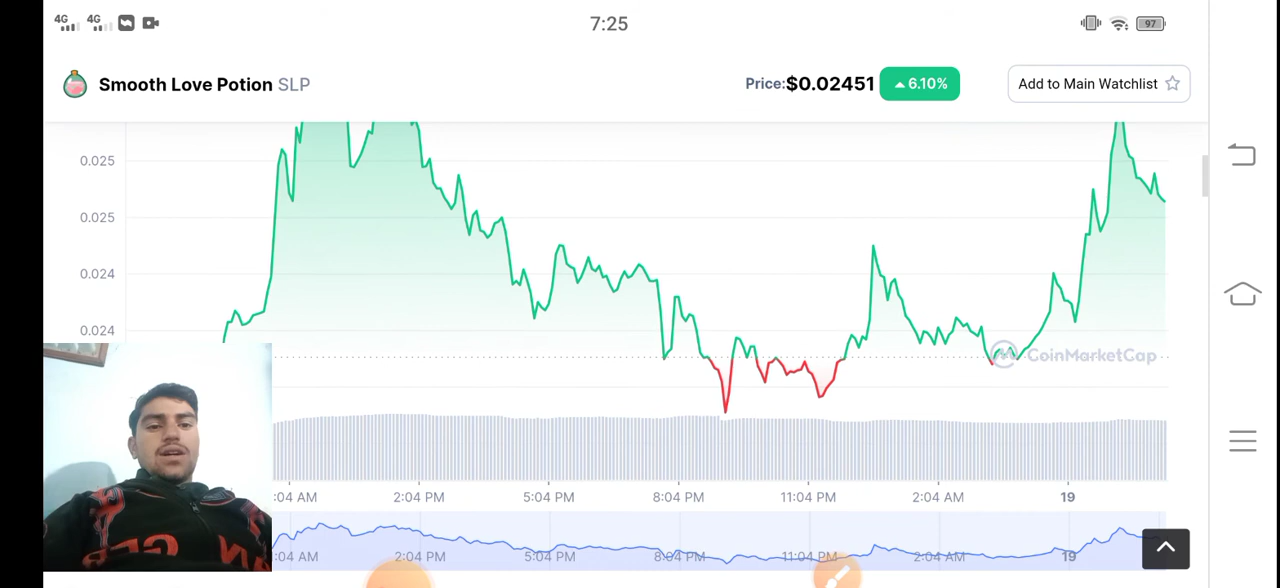 4G 4G 7:25 97
Smooth Love Potion SLP Price: $0.02451 6.10% Add to Main Watchlist
0.025
0.025
0.024
0.024
CoinMarketCap
:04 AM 2:04 PM 5:04 PM 8:04 PM 11:04 PM 2:04 AM 19
:04 AM 2:04 PM 5:04 PM 8:04 PM 11:04 PM 2:04 AM 19